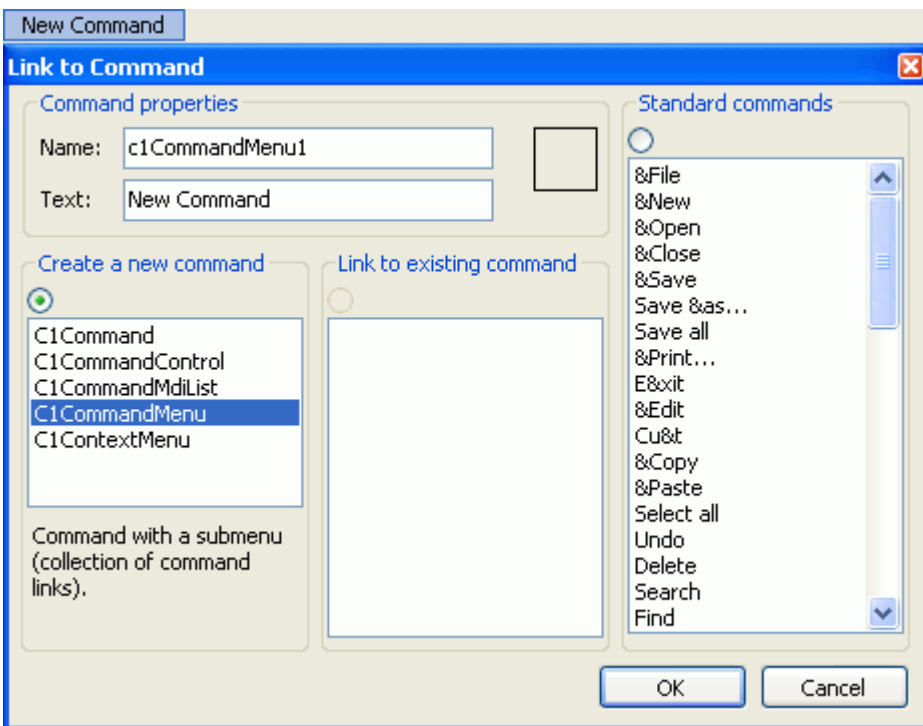 New Command
Link to Command
Command properties
Name: c1CommandMenu1
Text: New Command
Create a new command
C1Command
C1CommandControl
C1CommandMdiList
C1CommandMenu
C1ContextMenu
Command with a submenu
(collection of command
links).
Link to existing command
Standard commands
&File
&New
&Open
&Close
&Save
Save &as...
Save all
&Print...
E&xit
&Edit
Cu&t
&Copy
&Paste
Select all
Undo
Delete
Search
Find
OK
Cancel